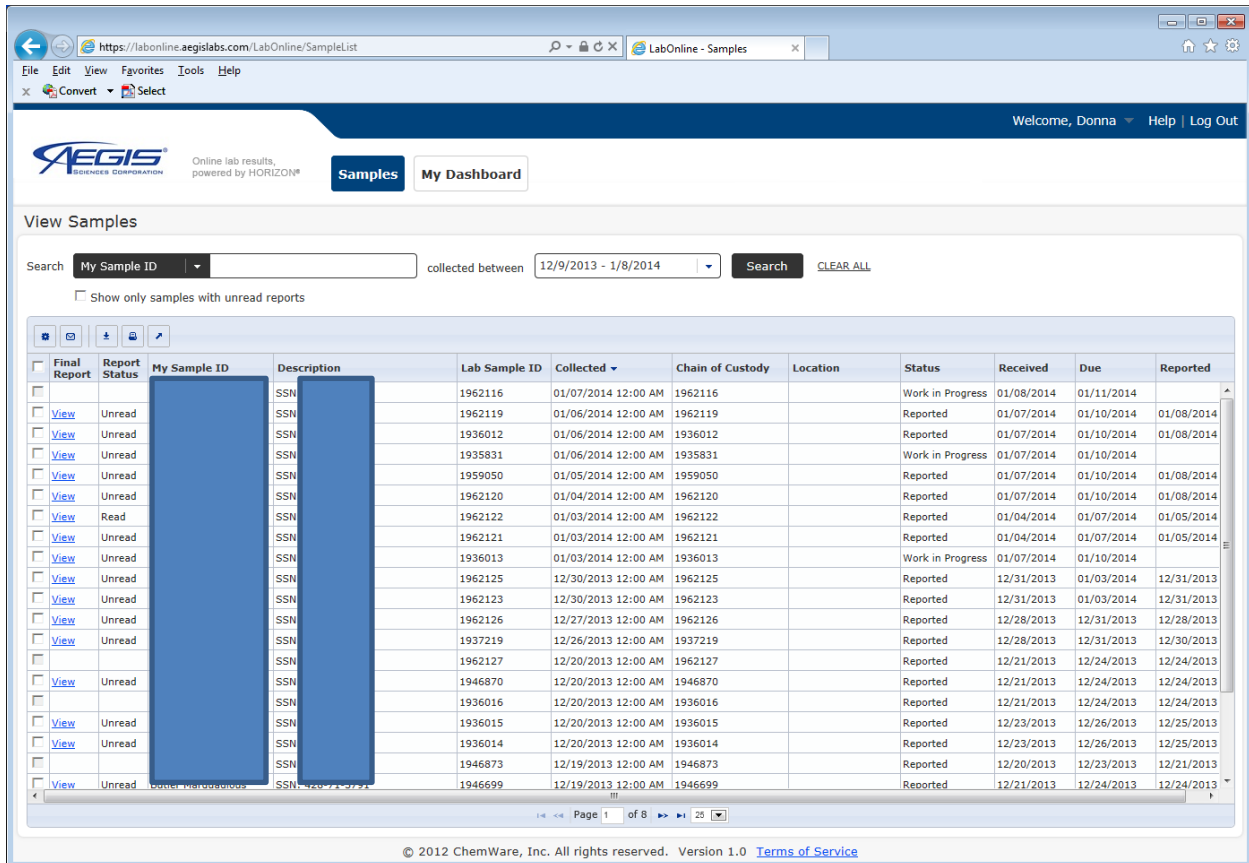 https://labonline.aegislabs.com/LabOnline/SampleList LabOnline - Samples
File Edit View Favorites Tools Help
x Convert Select
Welcome, Donna Help | Log Out
AEGIS®
SCIENCES CORPORATION
Online lab results,
powered by HORIZON®
Samples My Dashboard
View Samples
Search My Sample ID collected between 12/9/2013 - 1/8/2014 Search CLEAR ALL
Show only samples with unread reports
Final Report Report Status My Sample ID Description Lab Sample ID Collected Chain of Custody Location Status Received Due Reported
SSN 1962116 01/07/2014 12:00 AM 1962116 Work in Progress 01/08/2014 01/11/2014
View Unread SSN 1962119 01/06/2014 12:00 AM 1962119 Reported 01/07/2014 01/10/2014 01/08/2014
View Unread SSN 1936012 01/06/2014 12:00 AM 1936012 Reported 01/07/2014 01/10/2014 01/08/2014
View Unread SSN 1935831 01/06/2014 12:00 AM 1935831 Work in Progress 01/07/2014 01/10/2014
View Unread SSN 1959050 01/05/2014 12:00 AM 1959050 Reported 01/07/2014 01/10/2014 01/08/2014
View Unread SSN 1962120 01/04/2014 12:00 AM 1962120 Reported 01/07/2014 01/10/2014 01/08/2014
View Read SSN 1962122 01/03/2014 12:00 AM 1962122 Reported 01/04/2014 01/07/2014 01/05/2014
View Unread SSN 1962121 01/03/2014 12:00 AM 1962121 Reported 01/04/2014 01/07/2014 01/05/2014
View Unread SSN 1936013 01/03/2014 12:00 AM 1936013 Work in Progress 01/07/2014 01/10/2014
View Unread SSN 1962125 12/30/2013 12:00 AM 1962125 Reported 12/31/2013 01/03/2014 12/31/2013
View Unread SSN 1962123 12/30/2013 12:00 AM 1962123 Reported 12/31/2013 01/03/2014 12/31/2013
View Unread SSN 1962126 12/27/2013 12:00 AM 1962126 Reported 12/28/2013 12/31/2013 12/28/2013
View Unread SSN 1937219 12/26/2013 12:00 AM 1937219 Reported 12/28/2013 12/31/2013 12/30/2013
SSN 1962127 12/20/2013 12:00 AM 1962127 Reported 12/21/2013 12/24/2013 12/24/2013
View Unread SSN 1946870 12/20/2013 12:00 AM 1946870 Reported 12/21/2013 12/24/2013 12/24/2013
SSN 1936016 12/20/2013 12:00 AM 1936016 Reported 12/21/2013 12/24/2013 12/24/2013
View Unread SSN 1936015 12/20/2013 12:00 AM 1936015 Reported 12/23/2013 12/26/2013 12/25/2013
View Unread SSN 1936014 12/20/2013 12:00 AM 1936014 Reported 12/23/2013 12/26/2013 12/25/2013
SSN 1946873 12/19/2013 12:00 AM 1946873 Reported 12/20/2013 12/23/2013 12/21/2013
View Unread SSN: 1946699 12/19/2013 12:00 AM 1946699 Reported 12/21/2013 12/24/2013 12/24/2013
Page 1 of 8 25
© 2012 ChemWare, Inc. All rights reserved. Version 1.0 Terms of Service